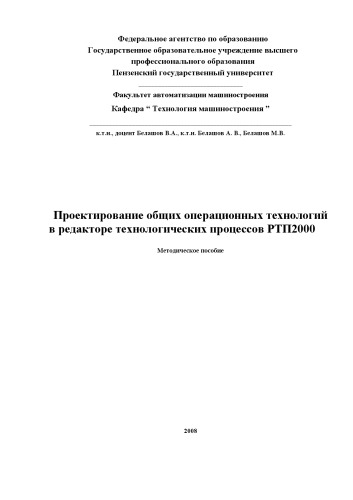 Федеральное агентство по образованию
Государственное образовательное учреждение высшего
профессионального образования
Пензенский государственный университет
Факультет автоматизации машиностроения
Кафедра “ Технология машиностроения ”
к.т.н., доцент Белашов В.А., к.т.н. Белашов А. В., Белашов М.В.
Проектирование общих операционных технологий
в редакторе технологических процессов РТП2000
Методическое пособие
2008